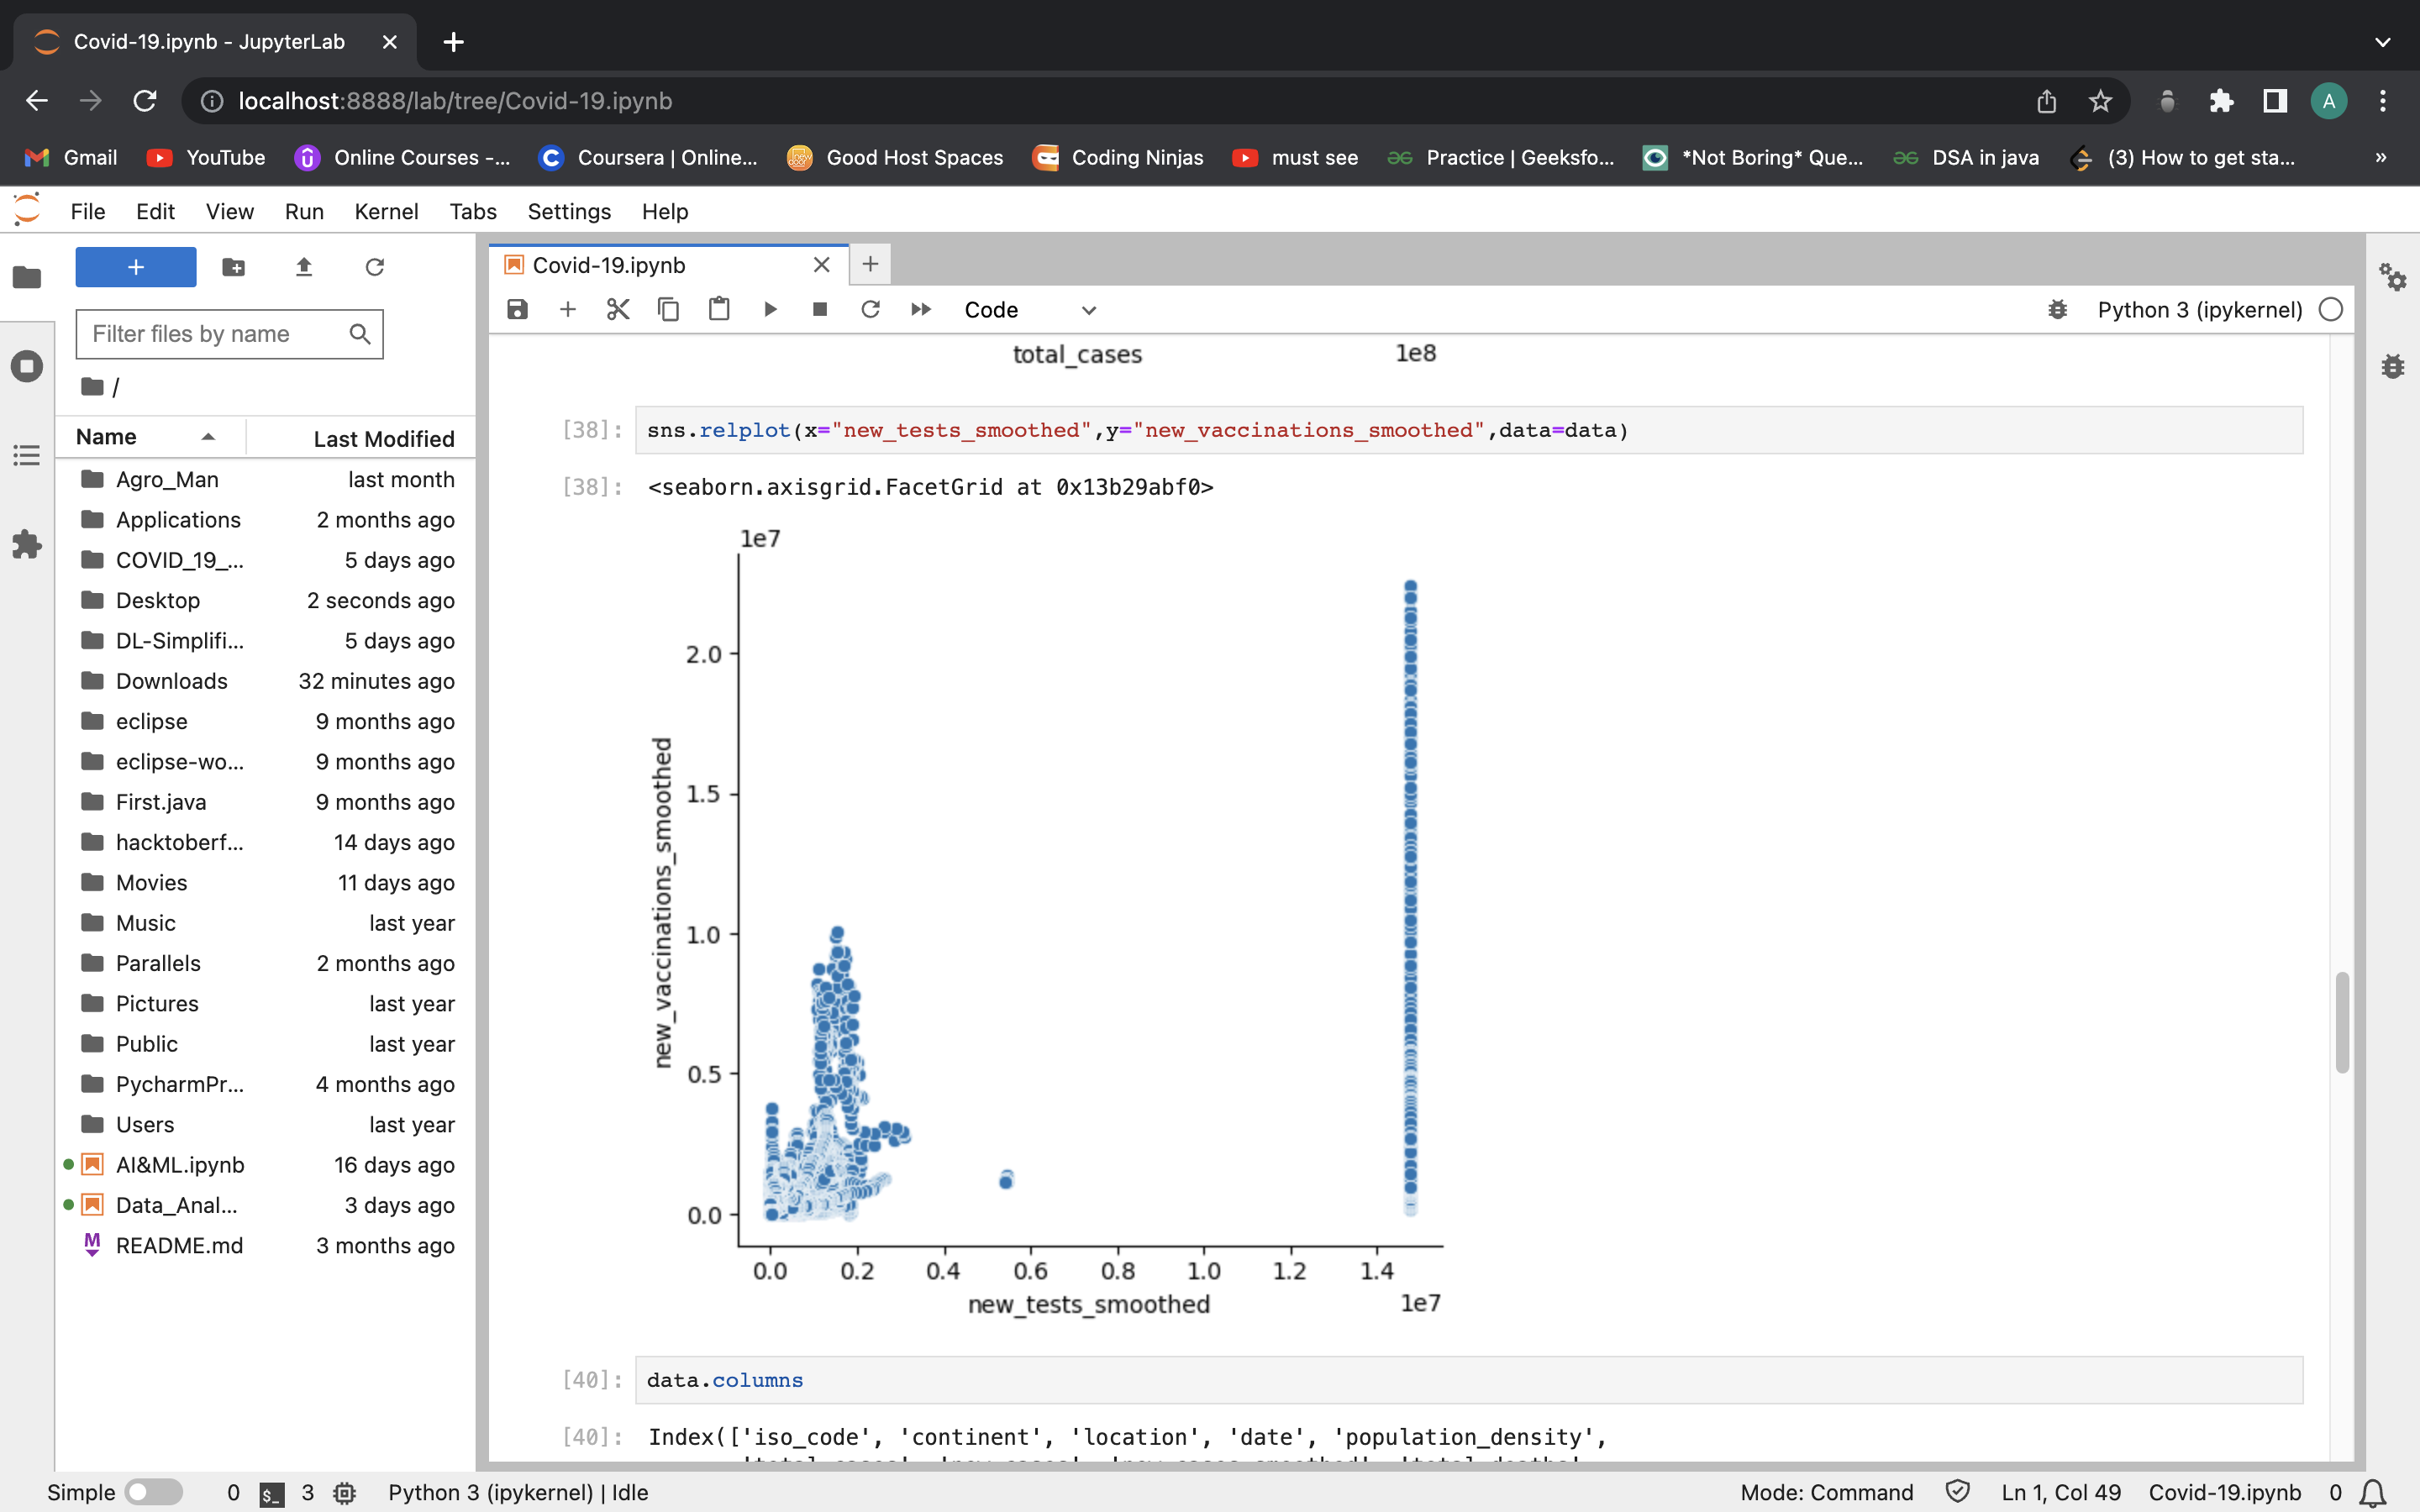 Covid-19.ipynb - JupyterLab
localhost:8888/lab/tree/Covid-19.ipynb
A
Gmail YouTube Online Courses -... Coursera | Online... Good Host Spaces Coding Ninjas must see Practice | Geeksfo... *Not Boring* Que... DSA in java (3) How to get sta... »
File Edit View Run Kernel Tabs Settings Help
Covid-19.ipynb
Code
Python 3 (ipykernel)
Filter files by name
/
Name Last Modified
Agro_Man last month
Applications 2 months ago
COVID_19_... 5 days ago
Desktop 2 seconds ago
DL-Simplifi... 5 days ago
Downloads 32 minutes ago
eclipse 9 months ago
eclipse-wo... 9 months ago
First.java 9 months ago
hacktoberf... 14 days ago
Movies 11 days ago
Music last year
Parallels 2 months ago
Pictures last year
Public last year
PycharmPr... 4 months ago
Users last year
AI&ML.ipynb 16 days ago
Data_Anal... 3 days ago
README.md 3 months ago
total_cases 1e8
[38]: sns.relplot(x="new_tests_smoothed",y="new_vaccinations_smoothed",data=data)
[38]: <seaborn.axisgrid.FacetGrid at 0x13b29abf0>
1e7
2.0
1.5
1.0
0.5
0.0
new_vaccinations_smoothed
0.0 0.2 0.4 0.6 0.8 1.0 1.2 1.4
new_tests_smoothed 1e7
[40]: data.columns
[40]: Index(['iso_code', 'continent', 'location', 'date', 'population_density',
Simple 0 $_ 3 Python 3 (ipykernel) | Idle Mode: Command Ln 1, Col 49 Covid-19.ipynb 0